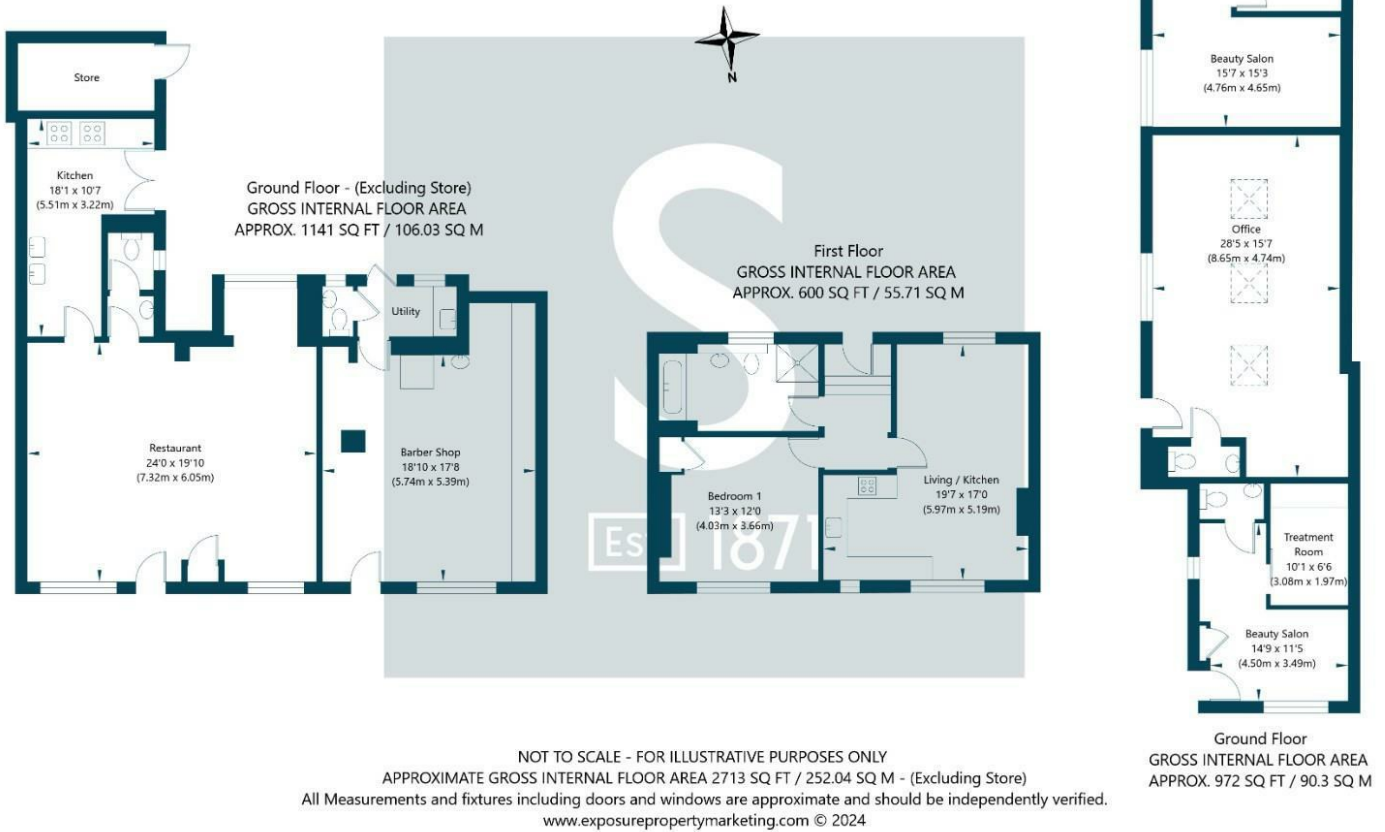 Store
Kitchen
18'1 x 10'7
(5.51m x 3.22m)
Ground Floor - (Excluding Store)
GROSS INTERNAL FLOOR AREA
APPROX. 1141 SQ FT / 106.03 SQ M
Utility
Restaurant
24'0 x 19'10
(7.32m x 6.05m)
Barber Shop
18'10 x 17'8
(5.74m x 5.39m)
N
S
First Floor
GROSS INTERNAL FLOOR AREA
APPROX. 600 SQ FT / 55.71 SQ M
Bedroom 1
13'3 x 12'0
(4.03m x 3.66m)
Living / Kitchen
19'7 x 17'0
(5.97m x 5.19m)
Est 1871
Beauty Salon
15'7 x 15'3
(4.76m x 4.65m)
Office
28'5 x 15'7
(8.65m x 4.74m)
Treatment
Room
10'1 x 6'6
(3.08m x 1.97m)
Beauty Salon
14'9 x 11'5
(4.50m x 3.49m)
Ground Floor
GROSS INTERNAL FLOOR AREA
APPROX. 972 SQ FT / 90.3 SQ M
NOT TO SCALE - FOR ILLUSTRATIVE PURPOSES ONLY
APPROXIMATE GROSS INTERNAL FLOOR AREA 2713 SQ FT / 252.04 SQ M - (Excluding Store)
All Measurements and fixtures including doors and windows are approximate and should be independently verified.
www.exposurepropertymarketing.com © 2024